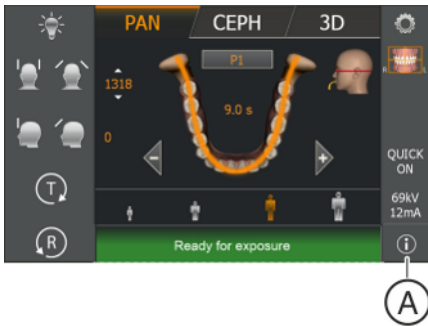 PAN
CEPH
3D
P1
1318
9.0 s
0
R
L
QUICK
ON
69kV
12mA
T
R
Ready for exposure
i
A